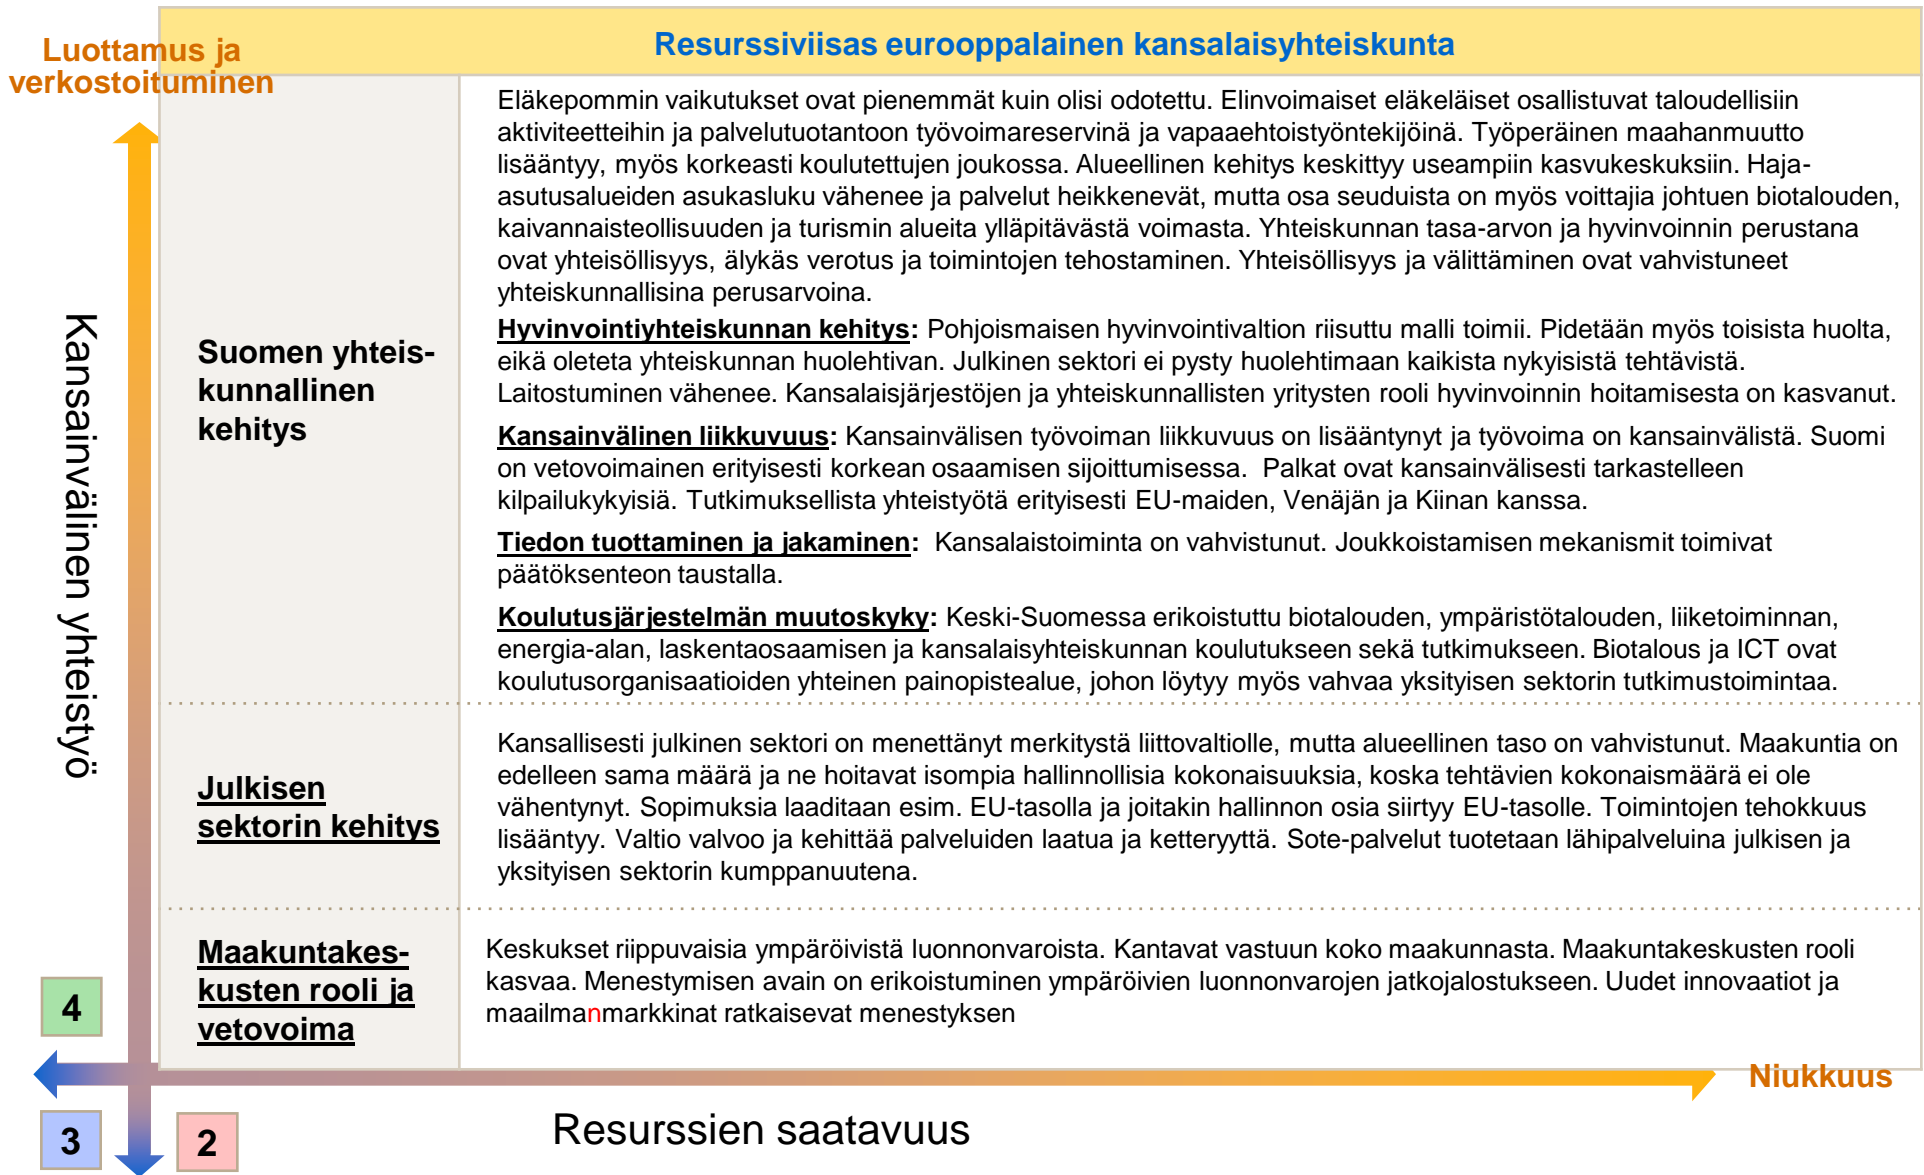 Luottamus ja
verkostoituminen
Resurssiviisas eurooppalainen kansalaisyhteiskunta
Kansainvälinen yhteistyö
Suomen yhteis-
kunnallinen
kehitys
Eläkepommin vaikutukset ovat pienemmät kuin olisi odotettu. Elinvoimaiset eläkeläiset osallistuvat taloudellisiin
aktiviteetteihin ja palvelutuotantoon työvoimareservinä ja vapaaehtoistyöntekijöinä. Työperäinen maahanmuutto
lisääntyy, myös korkeasti koulutettujen joukossa. Alueellinen kehitys keskittyy useampiin kasvukeskuksiin. Haja-
asutusalueiden asukasluku vähenee ja palvelut heikkenevät, mutta osa seuduista on myös voittajia johtuen biotalouden,
kaivannaisteollisuuden ja turismin alueita ylläpitävästä voimasta. Yhteiskunnan tasa-arvon ja hyvinvoinnin perustana
ovat yhteisöllisyys, älykäs verotus ja toimintojen tehostaminen. Yhteisöllisyys ja välittäminen ovat vahvistuneet
yhteiskunnallisina perusarvoina.
Hyvinvointiyhteiskunnan kehitys: Pohjoismaisen hyvinvointivaltion riisuttu malli toimii. Pidetään myös toisista huolta,
eikä oleteta yhteiskunnan huolehtivan. Julkinen sektori ei pysty huolehtimaan kaikista nykyisistä tehtävistä.
Laitostuminen vähenee. Kansalaisjärjestöjen ja yhteiskunnallisten yritysten rooli hyvinvoinnin hoitamisesta on kasvanut.
Kansainvälinen liikkuvuus: Kansainvälisen työvoiman liikkuvuus on lisääntynyt ja työvoima on kansainvälistä. Suomi
on vetovoimainen erityisesti korkean osaamisen sijoittumisessa. Palkat ovat kansainvälisesti tarkastelleen
kilpailukykyisiä. Tutkimuksellista yhteistyötä erityisesti EU-maiden, Venäjän ja Kiinan kanssa.
Tiedon tuottaminen ja jakaminen: Kansalaistoiminta on vahvistunut. Joukkoistamisen mekanismit toimivat
päätöksenteon taustalla.
Koulutusjärjestelmän muutoskyky: Keski-Suomessa erikoistuttu biotalouden, ympäristötalouden, liiketoiminnan,
energia-alan, laskentaosaamisen ja kansalaisyhteiskunnan koulutukseen sekä tutkimukseen. Biotalous ja ICT ovat
koulutusorganisaatioiden yhteinen painopistealue, johon löytyy myös vahvaa yksityisen sektorin tutkimustoimintaa.
Julkisen
sektorin kehitys
Kansallisesti julkinen sektori on menettänyt merkitystä liittovaltiolle, mutta alueellinen taso on vahvistunut. Maakuntia on
edelleen sama määrä ja ne hoitavat isompia hallinnollisia kokonaisuuksia, koska tehtävien kokonaismäärä ei ole
vähentynyt. Sopimuksia laaditaan esim. EU-tasolla ja joitakin hallinnon osia siirtyy EU-tasolle. Toimintojen tehokkuus
lisääntyy. Valtio valvoo ja kehittää palveluiden laatua ja ketteryyttä. Sote-palvelut tuotetaan lähipalveluina julkisen ja
yksityisen sektorin kumppanuutena.
Maakuntakes-
kusten rooli ja
vetovoima
Keskukset riippuvaisia ympäröivistä luonnonvaroista. Kantavat vastuun koko maakunnasta. Maakuntakeskusten rooli
kasvaa. Menestymisen avain on erikoistuminen ympäröivien luonnonvarojen jatkojalostukseen. Uudet innovaatiot ja
maailmanmarkkinat ratkaisevat menestyksen
4
Niukkuus
3
2
Resurssien saatavuus